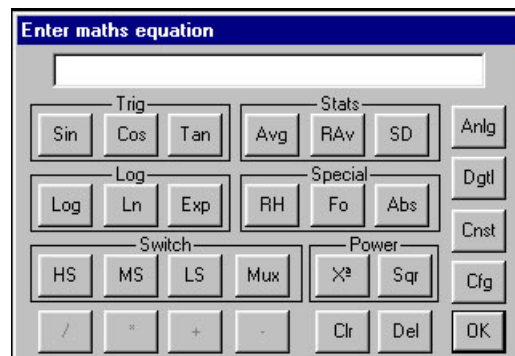 Enter maths equation
Trig Stats
Sin Cos Tan Avg RAv SD Anlg
Log Special Dgtl
Log Ln Exp RH Fo Abs
Switch Power Cnst
HS MS LS Mux Xª Sqr Cfg
/ * + - Clr Del OK